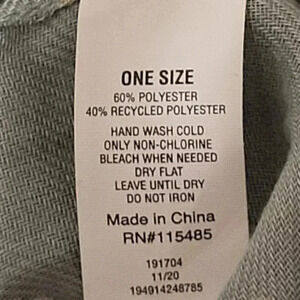 ONE SIZE
60% POLYESTER
40% RECYCLED POLYESTER
HAND WASH COLD
ONLY NON-CHLORINE
BLEACH WHEN NEEDED
DRY FLAT
LEAVE UNTIL DRY
DO NOT IRON
Made in China
RN#115485
191704
11/20
194914248785